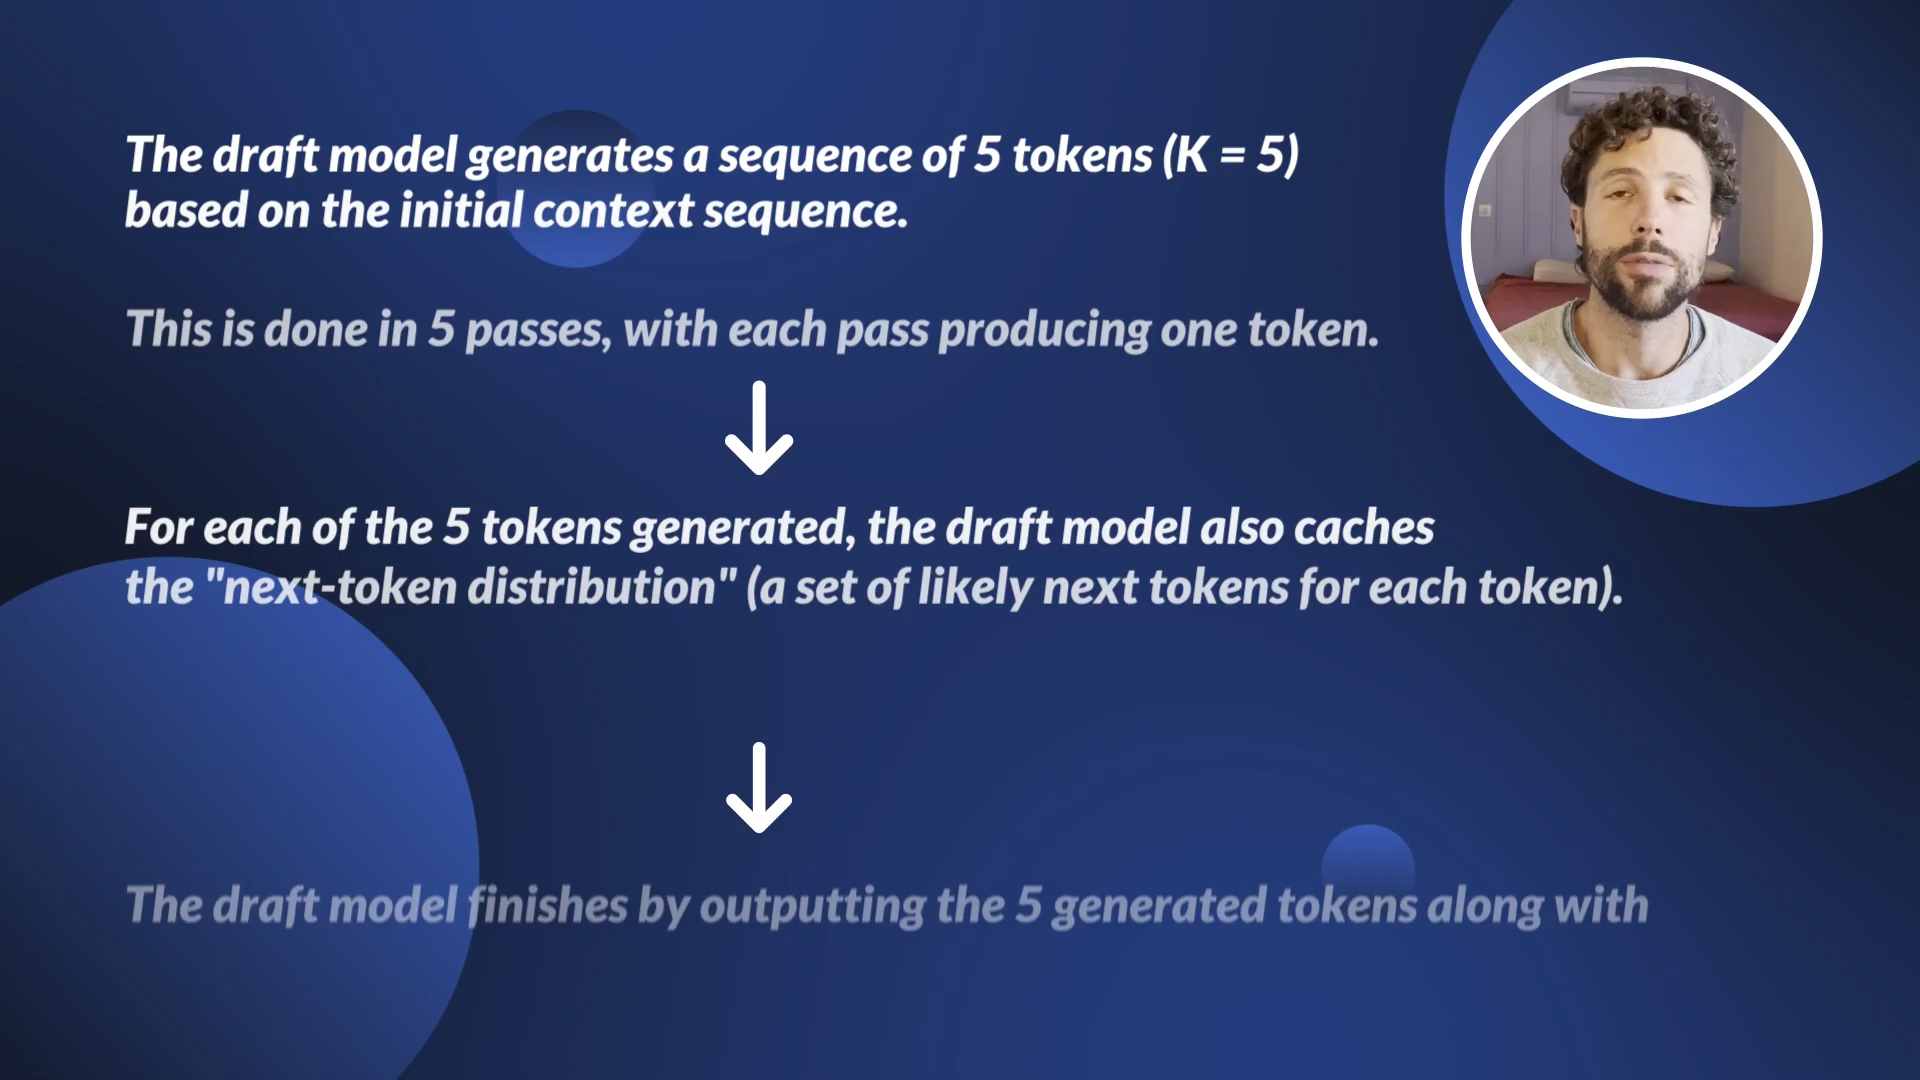 The draft model generates a sequence of 5 tokens (K = 5)
based on the initial context sequence.
This is done in 5 passes, with each pass producing one token.
For each of the 5 tokens generated, the draft model also caches
the "next-token distribution" (a set of likely next tokens for each token).
The draft model finishes by outputting the 5 generated tokens along with